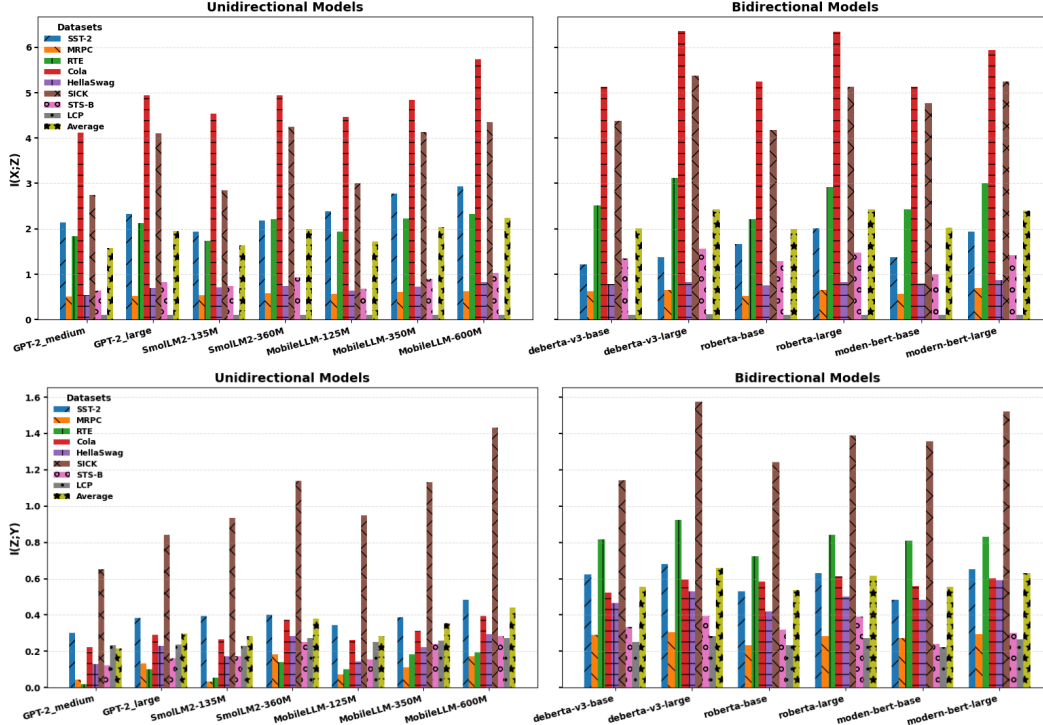 Unidirectional Models
Bidirectional Models
Datasets
SST-2
MRPC
RTE
Cola
HellaSwag
SICK
STS-B
LCP
Average
I(X;Z)
6
5
4
3
2
1
0
GPT-2_medium
GPT-2_large
SmolLM2-135M
SmolLM2-360M
MobileLLM-125M
MobileLLM-350M
MobileLLM-600M
deberta-v3-base
deberta-v3-large
roberta-base
roberta-large
moden-bert-base
modern-bert-large
Unidirectional Models
Bidirectional Models
Datasets
SST-2
MRPC
RTE
Cola
HellaSwag
SICK
STS-B
LCP
Average
I(Z;Y)
1.6
1.4
1.2
1.0
0.8
0.6
0.4
0.2
0.0
GPT-2_medium
GPT-2_large
SmolLM2-135M
SmolLM2-360M
MobileLLM-125M
MobileLLM-350M
MobileLLM-600M
deberta-v3-base
deberta-v3-large
roberta-base
roberta-large
moden-bert-base
modern-bert-large